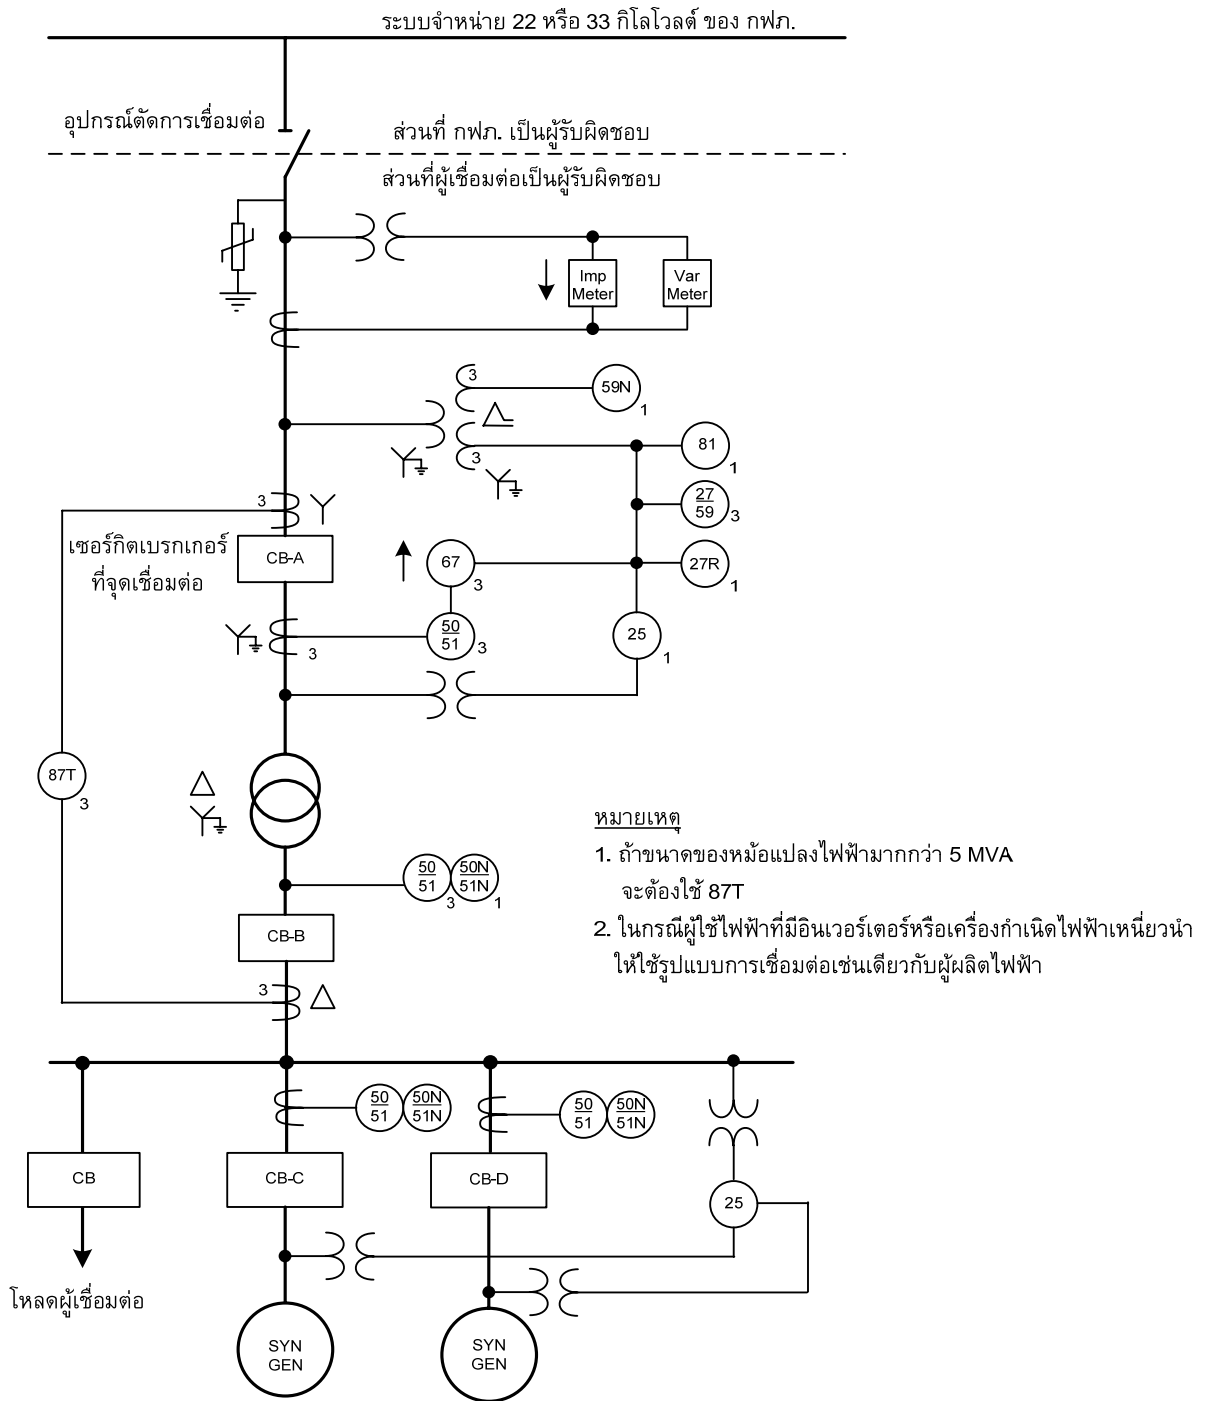 ระบบจำหน่าย 22 หรือ 33 กิโลโวลต์ ของ กฟภ.
อุปกรณ์ตัดการเชื่อมต่อ
ส่วนที่ กฟภ. เป็นผู้รับผิดชอบ
ส่วนที่ผู้เชื่อมต่อเป็นผู้รับผิดชอบ
Imp
Meter
Var
Meter
3
59N
1
3
81
1
27
59
3
3
เซอร์กิตเบรกเกอร์
ที่จุดเชื่อมต่อ
CB-A
67
3
27R
1
50
51
3
25
1
3
87T
3
หมายเหตุ
1. ถ้าขนาดของหม้อแปลงไฟฟ้ามากกว่า 5 MVA
จะต้องใช้ 87T
2. ในกรณีผู้ใช้ไฟฟ้าที่มีอินเวอร์เตอร์หรือเครื่องกำเนิดไฟฟ้าเหนี่ยวนำ
ให้ใช้รูปแบบการเชื่อมต่อเช่นเดียวกับผู้ผลิตไฟฟ้า
50
51
3
50N
51N
1
CB-B
3
50
51
50N
51N
50
51
50N
51N
CB
CB-C
CB-D
25
โหลดผู้เชื่อมต่อ
SYN
GEN
SYN
GEN